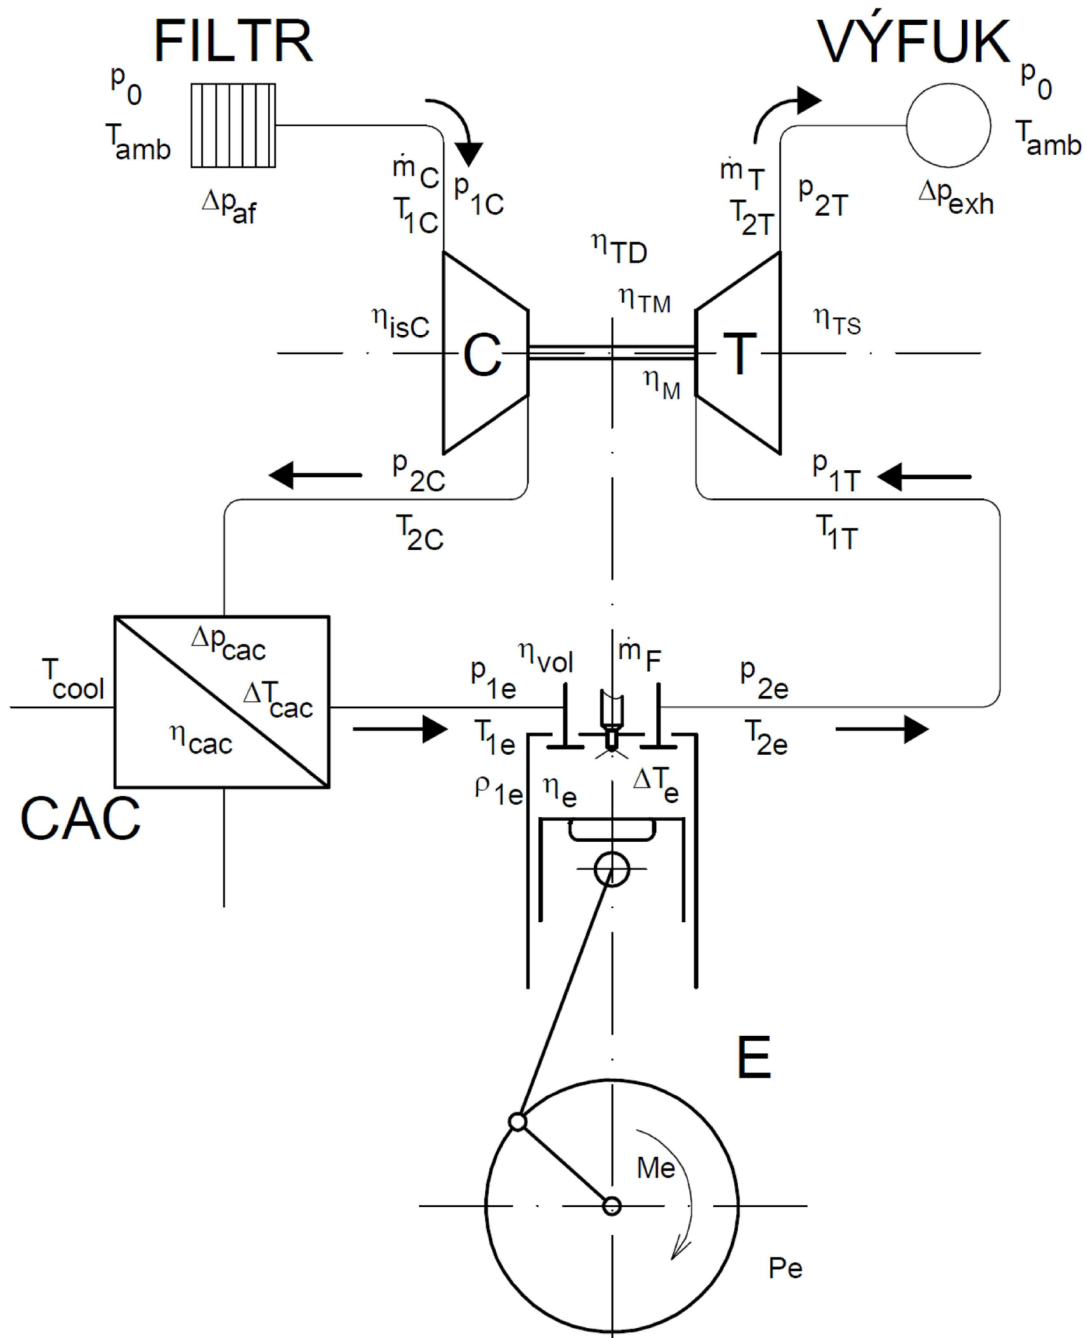 FILTR
VÝFUK
p0
Tamb
Δpaf
ṁC
p1C
T1C
ṁT
p2T
T2T
Δpexh
p0
Tamb
ηTD
ηTM
ηisC
C
T
ηTS
ηM
p2C
T2C
p1T
T1T
Δpcac
Tcool
ΔTcac
ηcac
CAC
p1e
T1e
ρ1e
ηvol
ṁF
p2e
T2e
ηe
ΔTe
E
Me
Pe